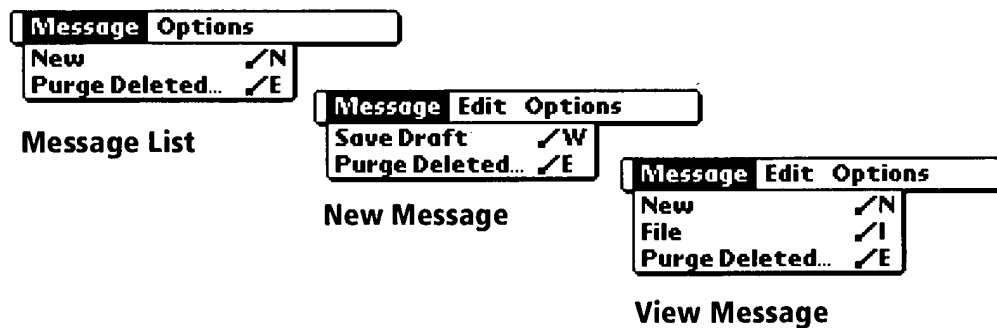 Message Options
New ⁄N
Purge Deleted... ⁄E
Message List
Message Edit Options
Save Draft ⁄W
Purge Deleted... ⁄E
New Message
Message Edit Options
New ⁄N
File ⁄I
Purge Deleted... ⁄E
View Message